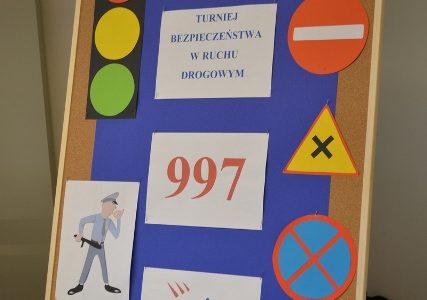 TURNIEJ
BEZPIECZEŃSTWA
W RUCHU
DROGOWYM
997